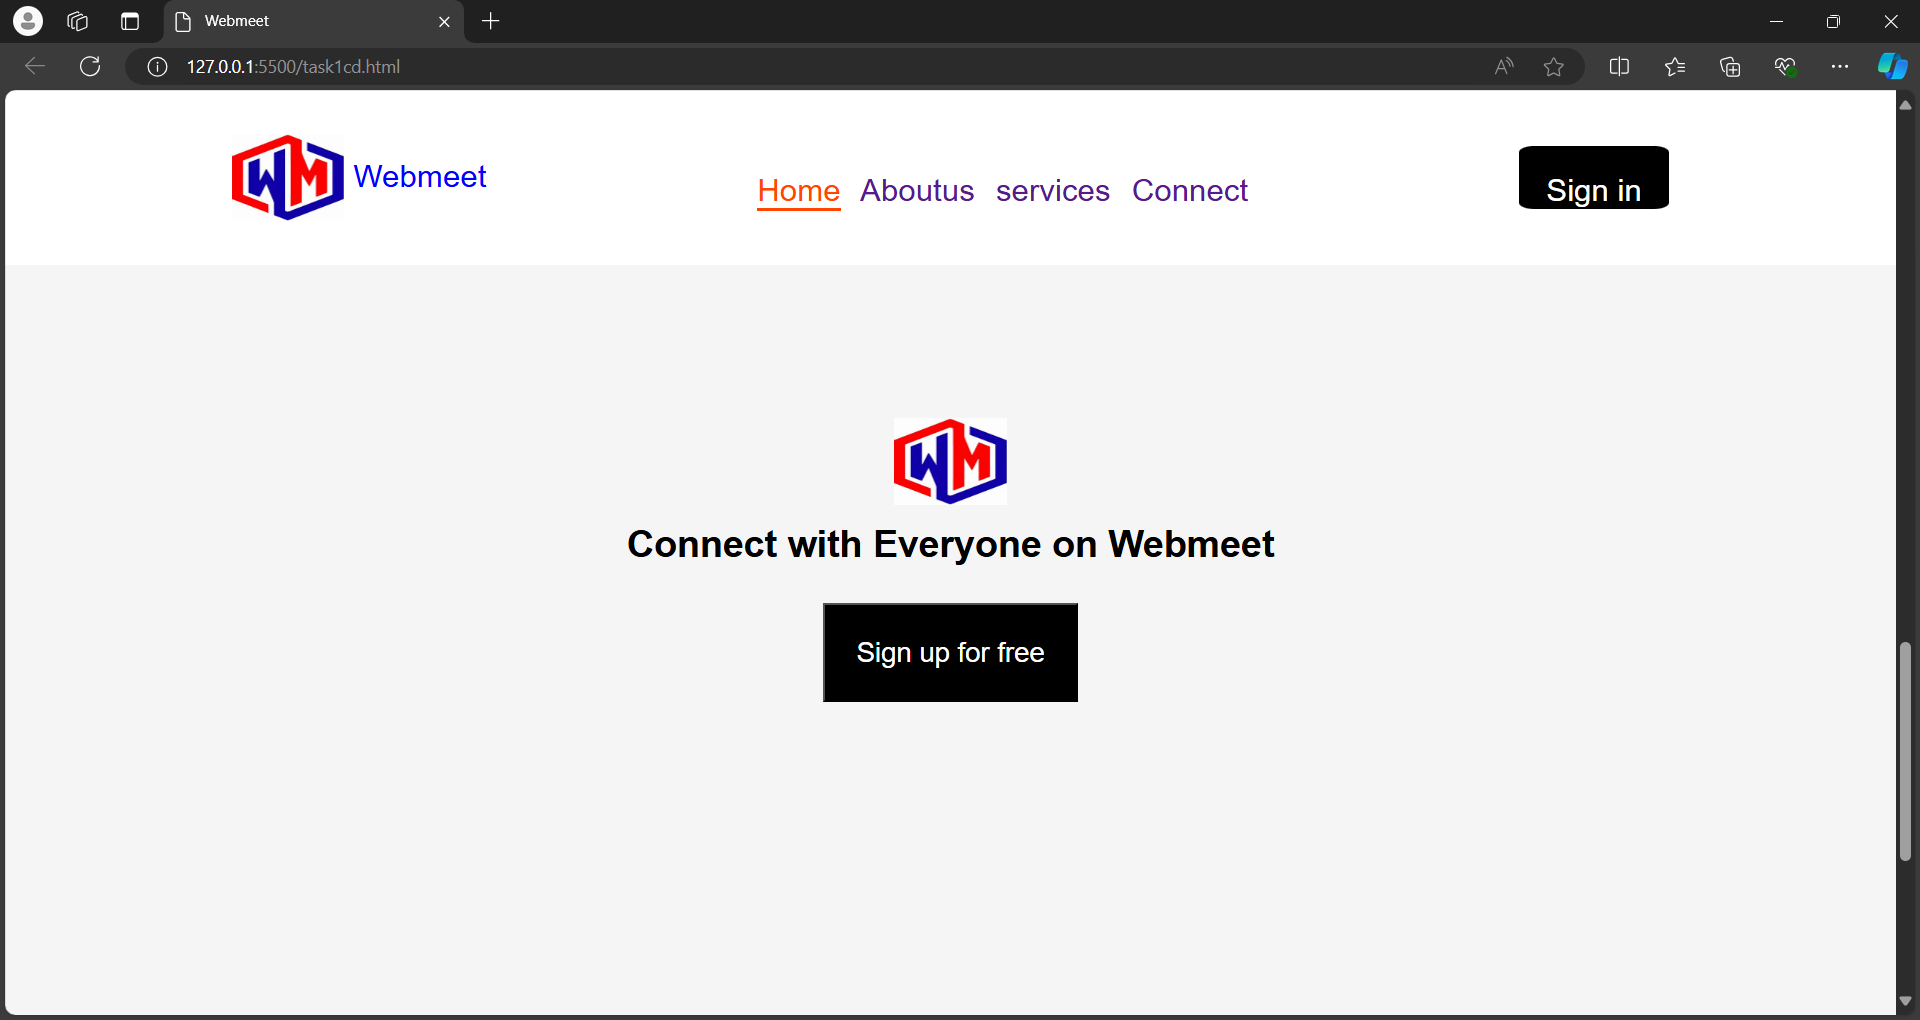 Webmeet
127.0.0.1:5500/task1cd.html
WM Webmeet
Home Aboutus services Connect
Sign in
WM
Connect with Everyone on Webmeet
Sign up for free